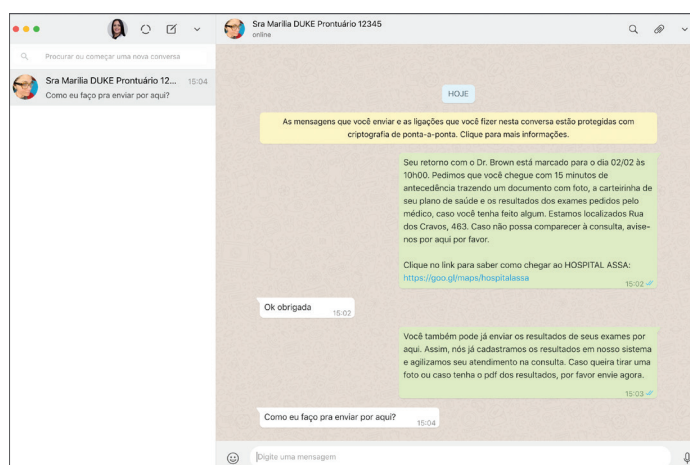 Sra Marilia DUKE Prontuário 12345
online
Procurar ou começar uma nova conversa
Sra Marilia DUKE Prontuário 12... 15:04
Como eu faço pra enviar por aqui?
HOJE
As mensagens que você enviar e as ligações que você fizer nesta conversa estão protegidas com
criptografia de ponta-a-ponta. Clique para mais informações.
Seu retorno com o Dr. Brown está marcado para o dia 02/02 às
10h00. Pedimos que você chegue com 15 minutos de
antecedência trazendo um documento com foto, a carteirinha de
seu plano de saúde e os resultados dos exames pedidos pelo
médico, caso você tenha feito algum. Estamos localizados Rua
dos Cravos, 463. Caso não possa comparecer à consulta, avise-
nos por aqui por favor.
Clique no link para saber como chegar ao HOSPITAL ASSA:
https://goo.gl/maps/hospitalassa
15:02
Ok obrigada
15:02
Você também pode já enviar os resultados de seus exames por
aqui. Assim, nós já cadastramos os resultados em nosso sistema
e agilizamos seu atendimento na consulta. Caso queira tirar uma
foto ou caso tenha o pdf dos resultados, por favor envie agora.
15:03
Como eu faço pra enviar por aqui?
15:04
Digite uma mensagem